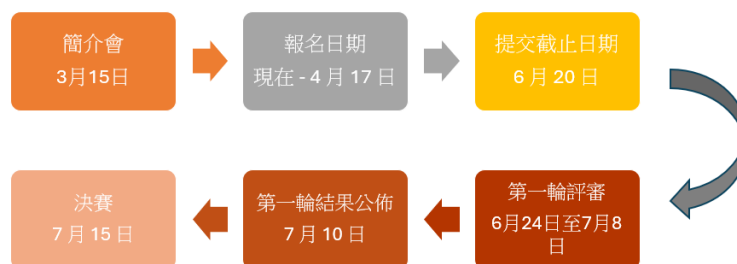 簡介會
3月15日
報名日期
現在 - 4 月 17 日
提交截止日期
6 月 20 日
第一輪評審
6月24日至7月8
日
第一輪結果公佈
7 月 10 日
決賽
7 月 15 日